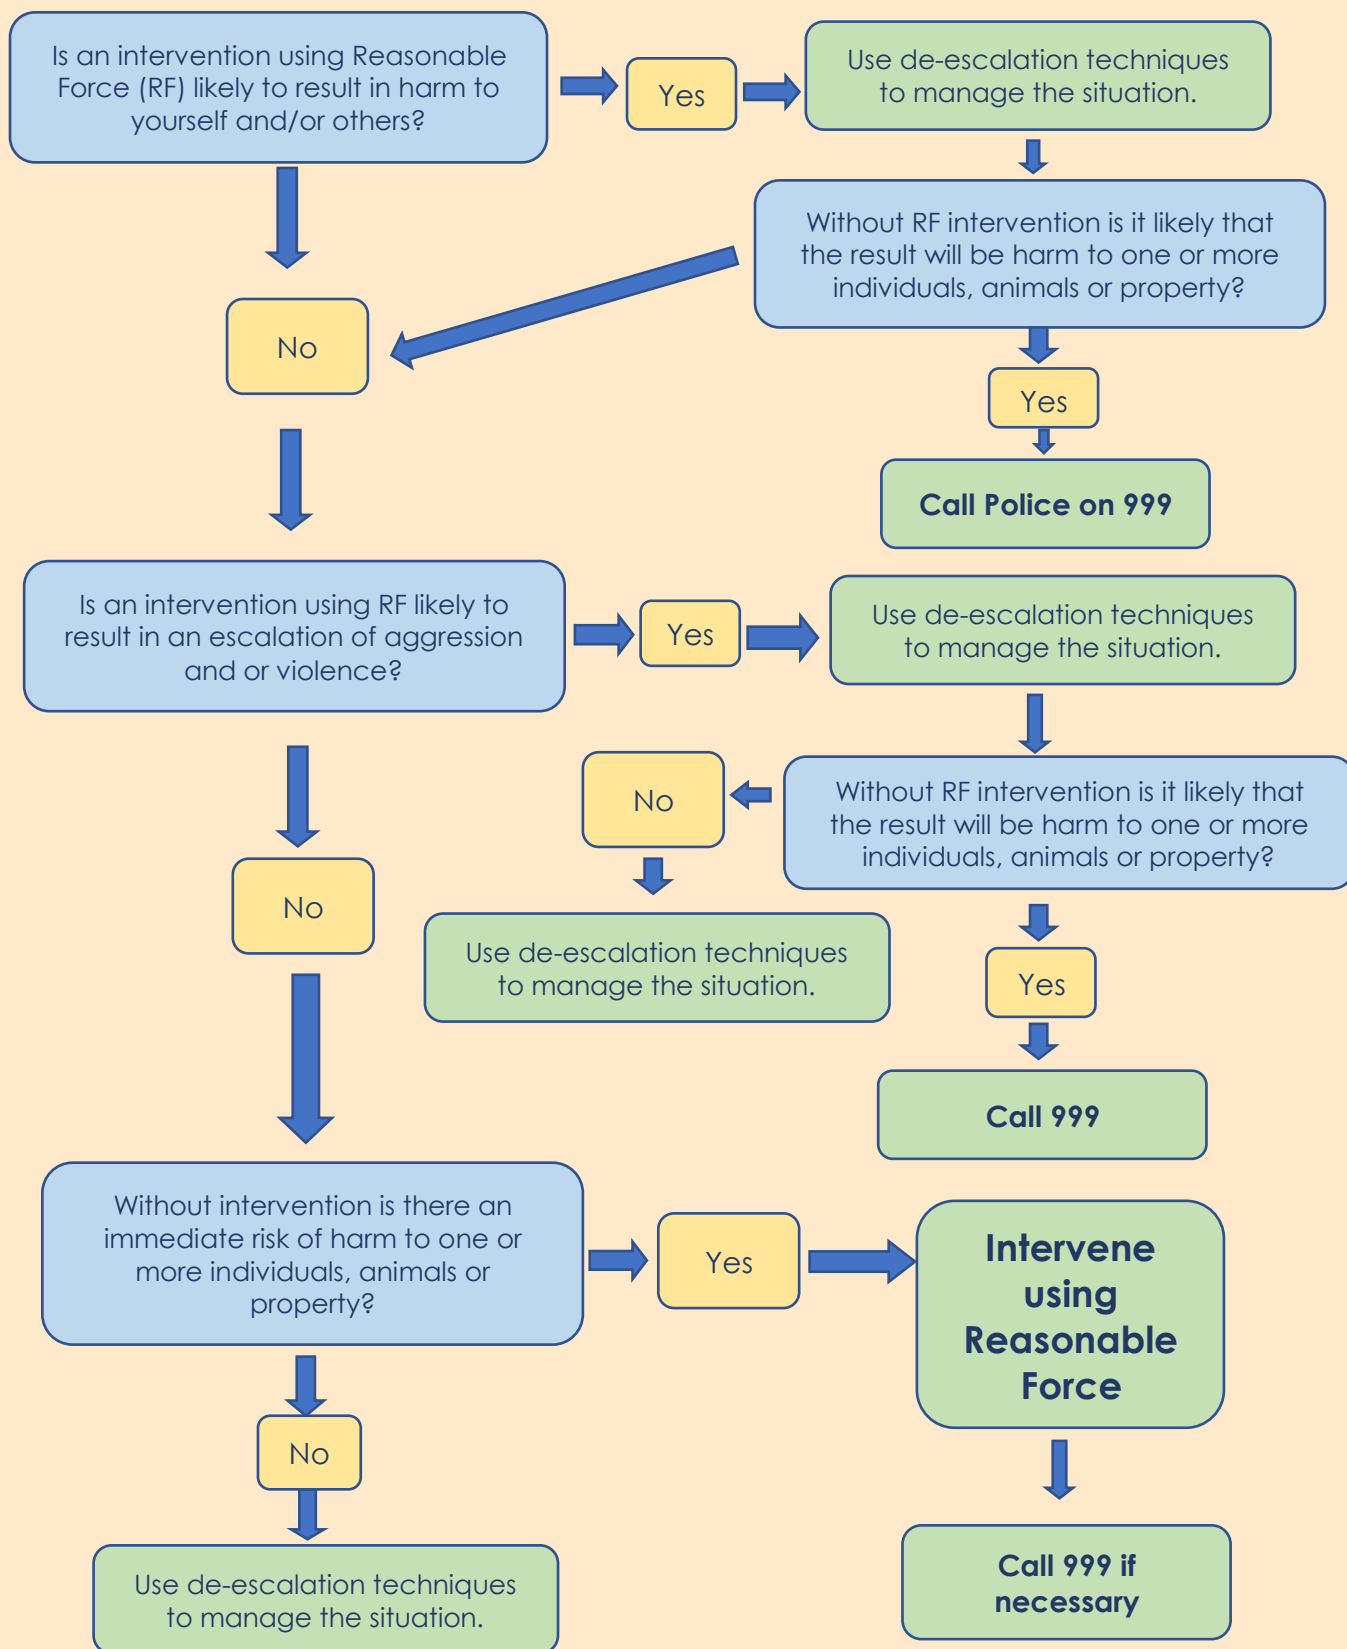 Is an intervention using Reasonable
Force (RF) likely to result in harm to
yourself and/or others?
Yes
Use de-escalation techniques
to manage the situation.
Without RF intervention is it likely that
the result will be harm to one or more
individuals, animals or property?
No
Yes
Call Police on 999
Is an intervention using RF likely to
result in an escalation of aggression
and or violence?
Yes
Use de-escalation techniques
to manage the situation.
Without RF intervention is it likely that
the result will be harm to one or more
individuals, animals or property?
No
No
Use de-escalation techniques
to manage the situation.
Yes
Call 999
Without intervention is there an
immediate risk of harm to one or
more individuals, animals or
property?
Yes
Intervene
using
Reasonable
Force
No
Use de-escalation techniques
to manage the situation.
Call 999 if
necessary